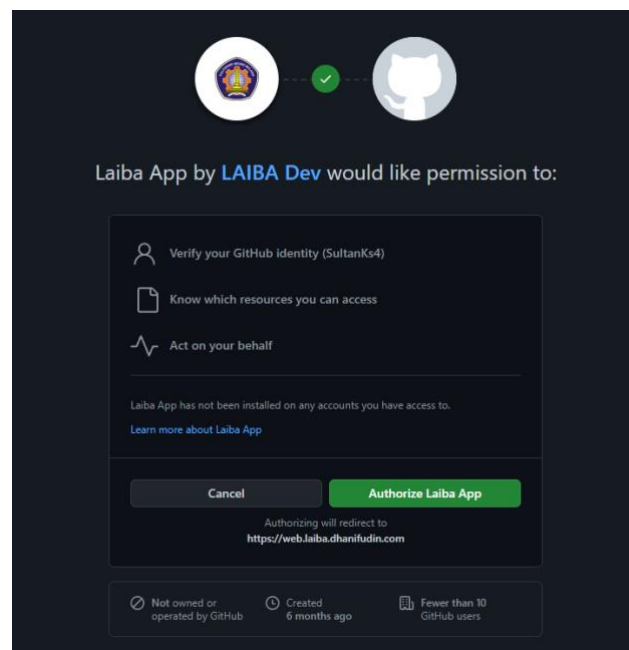 Laiba App by LAIBA Dev would like permission to:
Verify your GitHub identity (SultanKs4)
Know which resources you can access
Act on your behalf
Laiba App has not been installed on any accounts you have access to.
Learn more about Laiba App
Cancel
Authorize Laiba App
Authorizing will redirect to
https://web.laiba.dhanifudin.com
Not owned or
operated by GitHub
Created
6 months ago
Fewer than 10
GitHub users